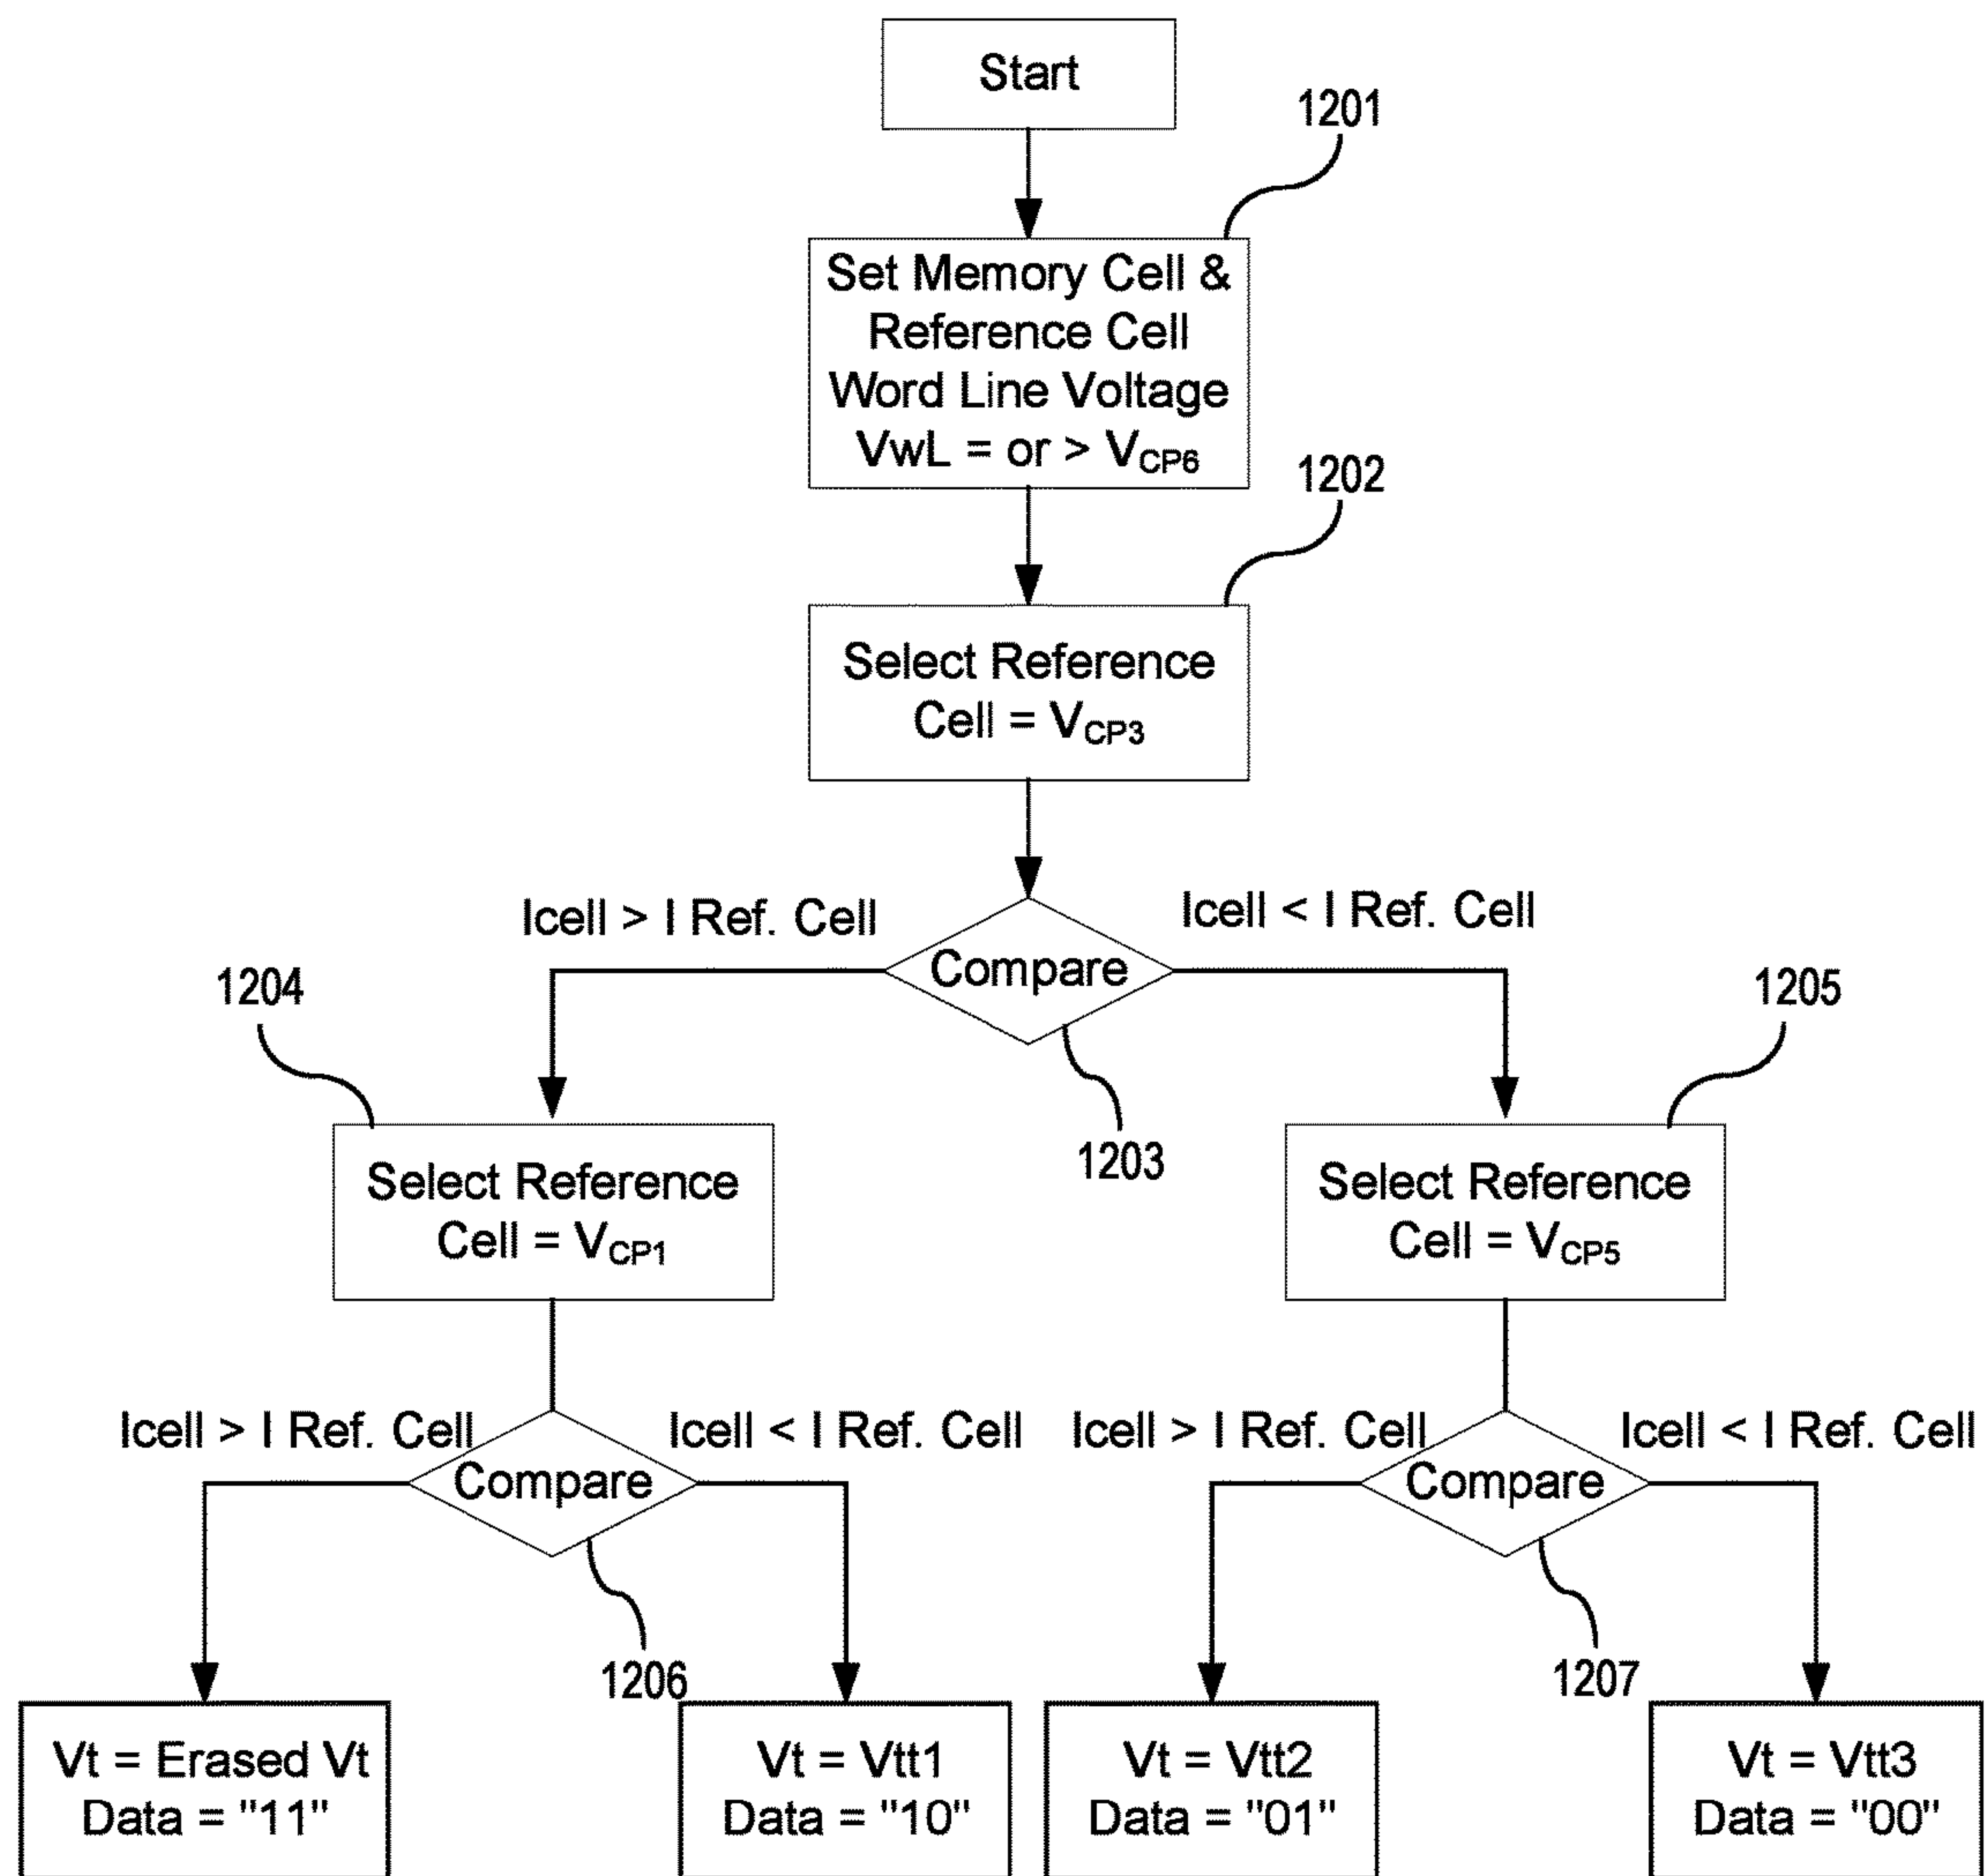 Start
1201
Set Memory Cell &
Reference Cell
Word Line Voltage
VwL = or > VCP6
1202
Select Reference
Cell = VCP3
Icell > I Ref. Cell
Icell < I Ref. Cell
Compare
1204
1205
1203
Select Reference
Cell = VCP1
Select Reference
Cell = VCP5
Icell > I Ref. Cell
Icell < I Ref. Cell
Icell > I Ref. Cell
Icell < I Ref. Cell
Compare
Compare
1206
1207
Vt = Erased Vt
Data = "11"
Vt = Vtt1
Data = "10"
Vt = Vtt2
Data = "01"
Vt = Vtt3
Data = "00"